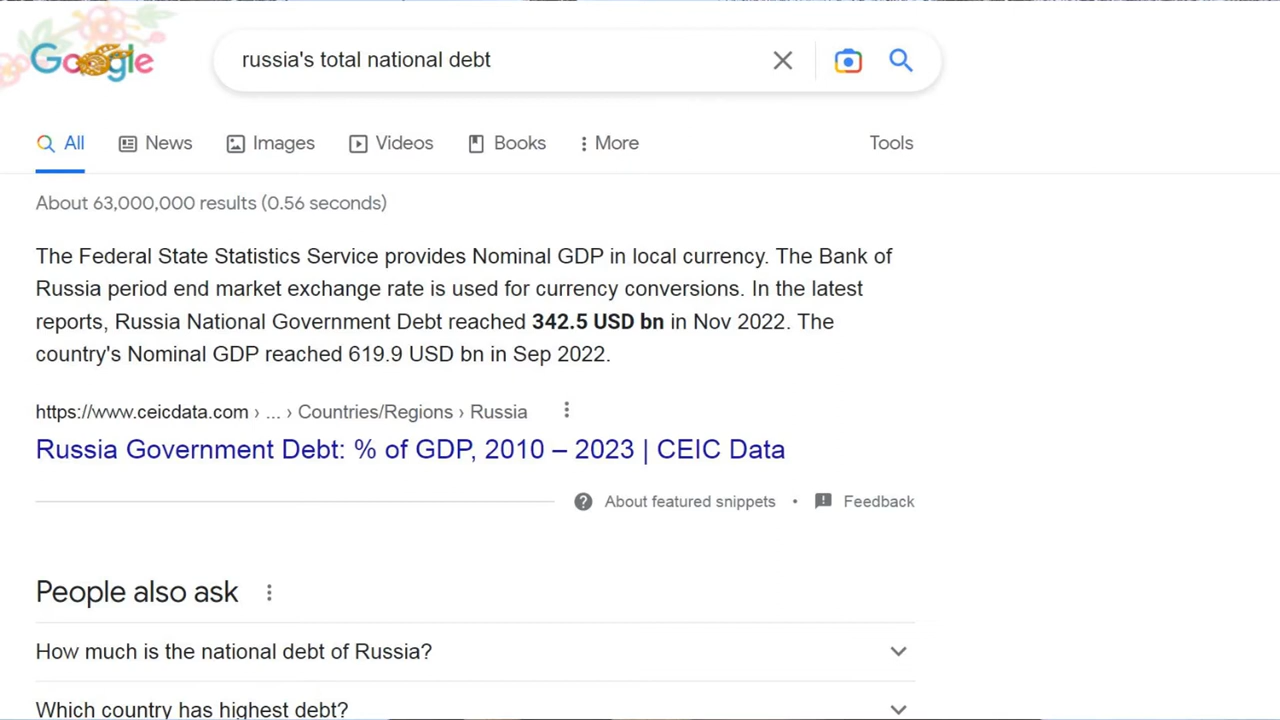 Google
russia's total national debt
All News Images Videos Books More Tools
About 63,000,000 results (0.56 seconds)
The Federal State Statistics Service provides Nominal GDP in local currency. The Bank of
Russia period end market exchange rate is used for currency conversions. In the latest
reports, Russia National Government Debt reached 342.5 USD bn in Nov 2022. The
country's Nominal GDP reached 619.9 USD bn in Sep 2022.
https://www.ceicdata.com › ... › Countries/Regions › Russia
Russia Government Debt: % of GDP, 2010 – 2023 | CEIC Data
About featured snippets • Feedback
People also ask
How much is the national debt of Russia?
Which country has highest debt?